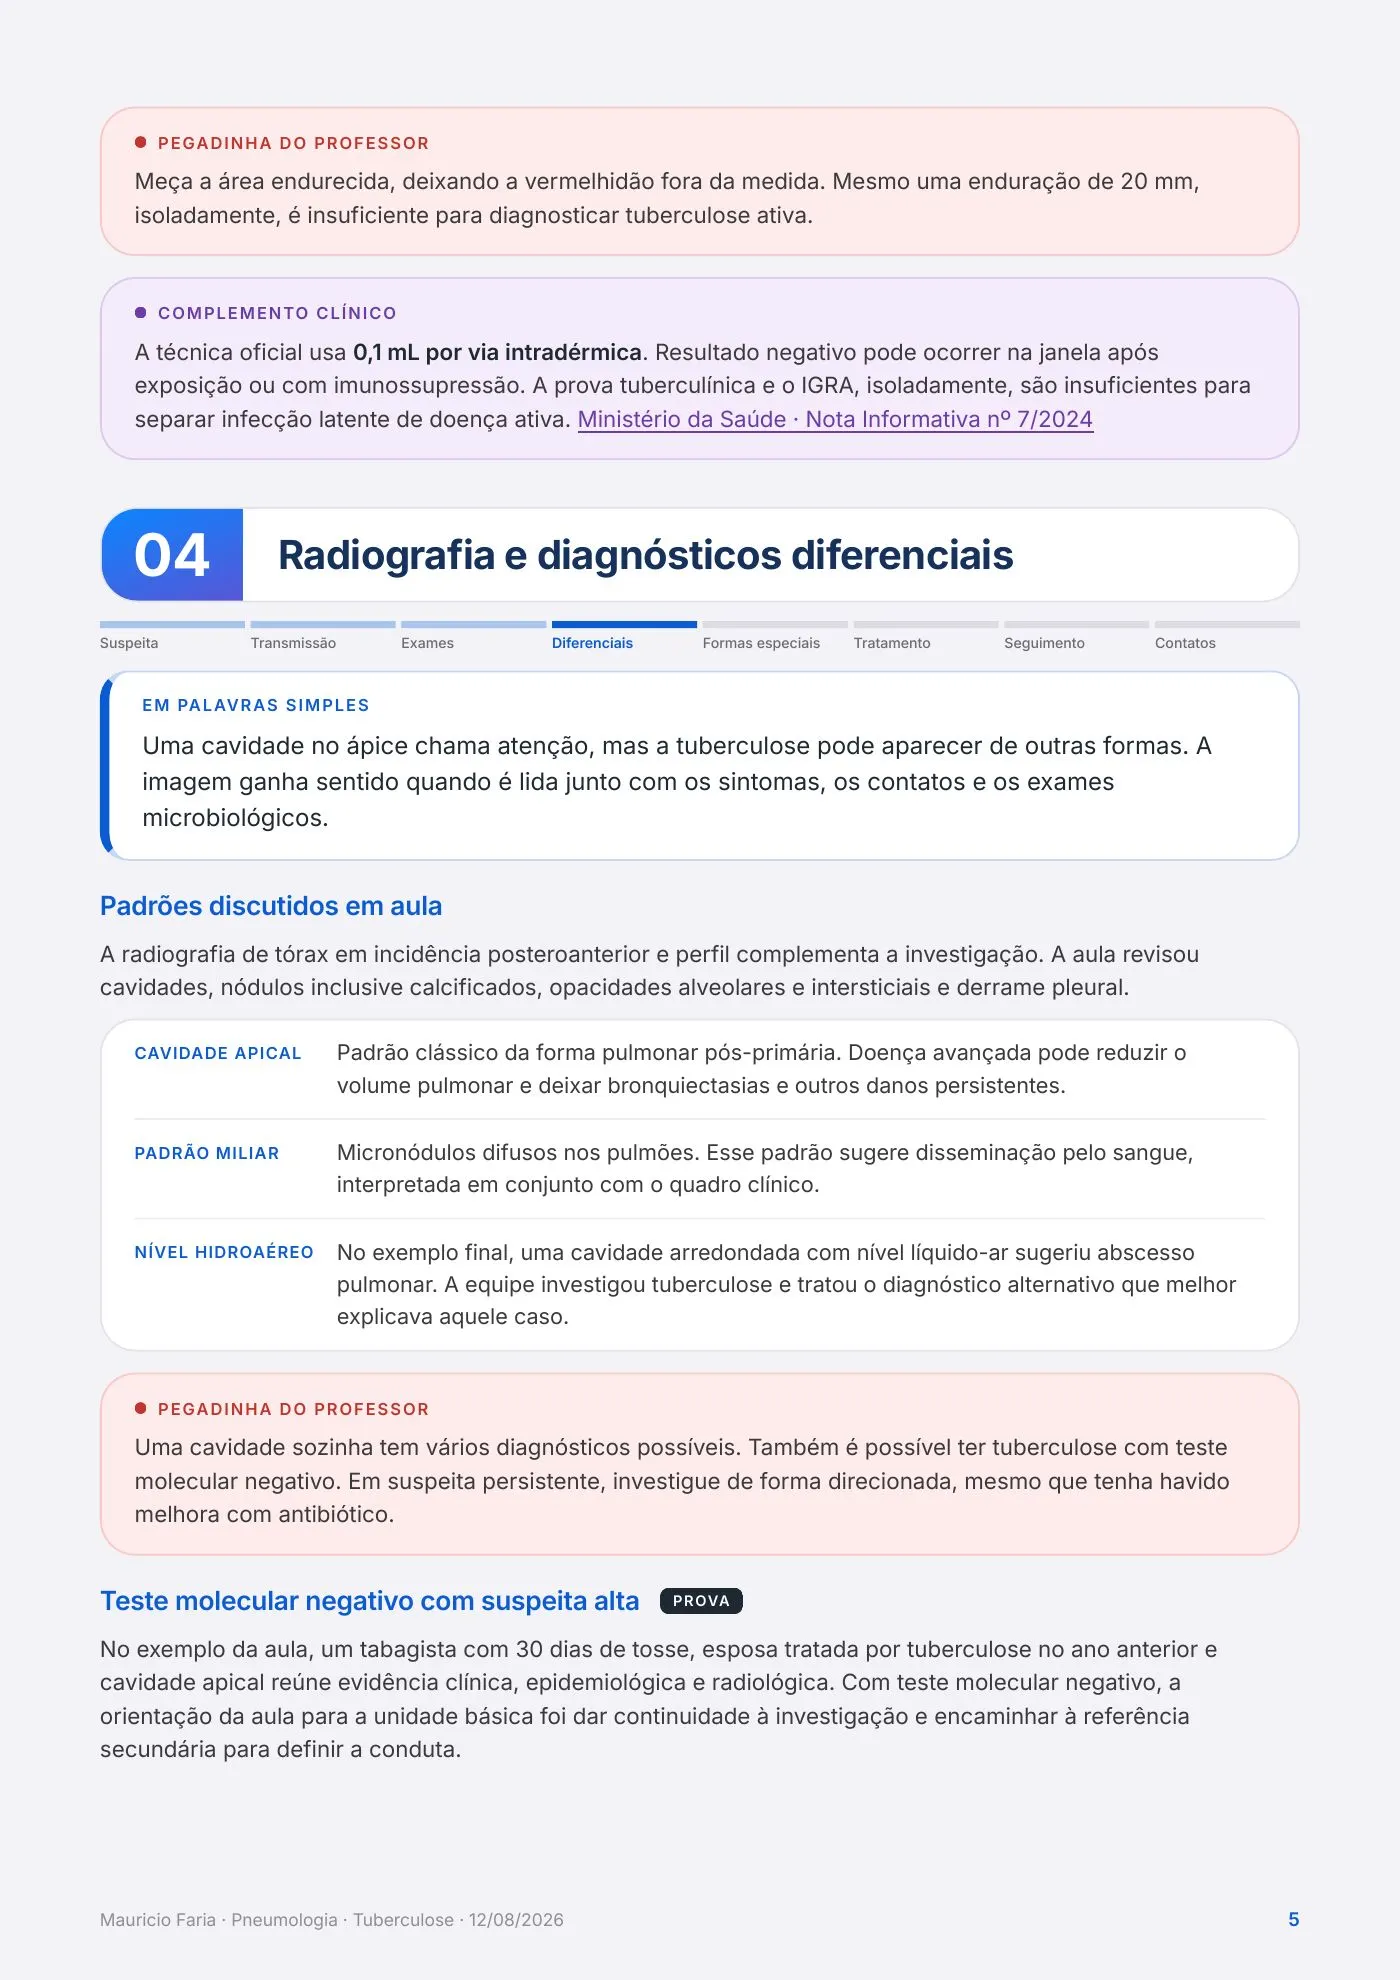 PEGADINHA DO PROFESSOR
Meça a área endurecida, deixando a vermelhidão fora da medida. Mesmo uma enduração de 20 mm,
isoladamente, é insuficiente para diagnosticar tuberculose ativa.
COMPLEMENTO CLÍNICO
A técnica oficial usa 0,1 mL por via intradérmica. Resultado negativo pode ocorrer na janela após
exposição ou com imunossupressão. A prova tuberculínica e o IGRA, isoladamente, são insuficientes para
separar infecção latente de doença ativa. Ministério da Saúde · Nota Informativa nº 7/2024
04 Radiografia e diagnósticos diferenciais
Suspeita Transmissão Exames Diferenciais Formas especiais Tratamento Seguimento Contatos
EM PALAVRAS SIMPLES
Uma cavidade no ápice chama atenção, mas a tuberculose pode aparecer de outras formas. A
imagem ganha sentido quando é lida junto com os sintomas, os contatos e os exames
microbiológicos.
Padrões discutidos em aula
A radiografia de tórax em incidência posteroanterior e perfil complementa a investigação. A aula revisou
cavidades, nódulos inclusive calcificados, opacidades alveolares e intersticiais e derrame pleural.
CAVIDADE APICAL Padrão clássico da forma pulmonar pós-primária. Doença avançada pode reduzir o
volume pulmonar e deixar bronquiectasias e outros danos persistentes.
PADRÃO MILIAR Micronódulos difusos nos pulmões. Esse padrão sugere disseminação pelo sangue,
interpretada em conjunto com o quadro clínico.
NÍVEL HIDROAÉREO No exemplo final, uma cavidade arredondada com nível líquido-ar sugeriu abscesso
pulmonar. A equipe investigou tuberculose e tratou o diagnóstico alternativo que melhor
explicava aquele caso.
PEGADINHA DO PROFESSOR
Uma cavidade sozinha tem vários diagnósticos possíveis. Também é possível ter tuberculose com teste
molecular negativo. Em suspeita persistente, investigue de forma direcionada, mesmo que tenha havido
melhora com antibiótico.
Teste molecular negativo com suspeita alta PROVA
No exemplo da aula, um tabagista com 30 dias de tosse, esposa tratada por tuberculose no ano anterior e
cavidade apical reúne evidência clínica, epidemiológica e radiológica. Com teste molecular negativo, a
orientação da aula para a unidade básica foi dar continuidade à investigação e encaminhar à referência
secundária para definir a conduta.
Mauricio Faria · Pneumologia · Tuberculose · 12/08/2026 5